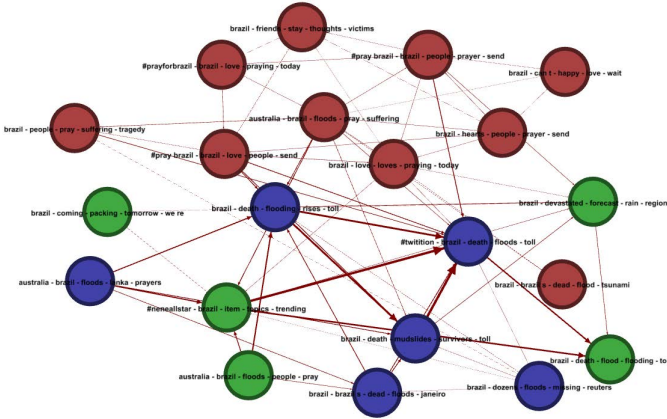 brazil - friends - stay - thoughts - victims
#pray brazil - brazil - people - prayer - send
#prayforbrazil - brazil - love - praying - today
brazil - can t - happy - love - wait
australia - brazil - floods - pray - suffering
brazil - people - pray - suffering - tragedy
brazil - hearts - people - prayer - send
#pray brazil - brazil - love - people - send
brazil - love - loves - praying - today
brazil - death - flooding - rises - toll
brazil - devastated - forecast - rain - region
brazil - coming - packing - tomorrow - we re
#twitition - brazil - death - floods - toll
australia - brazil - floods - lanka - prayers
brazil - brazil s - dead - flood - tsunami
#neneallstar - brazil - item - topics - trending
brazil - death - mudslides - survivors - toll
brazil - death - flood - flooding - to
australia - brazil - floods - people - pray
brazil - dozens - floods - missing - reuters
brazil - brazil s - dead - floods - janeiro